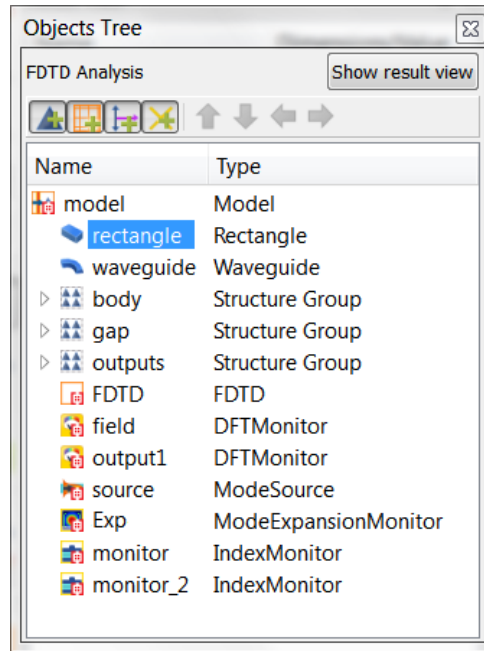 Objects Tree
FDTD Analysis Show result view
Name Type
model Model
rectangle Rectangle
waveguide Waveguide
body Structure Group
gap Structure Group
outputs Structure Group
FDTD FDTD
field DFTMonitor
output1 DFTMonitor
source ModeSource
Exp ModeExpansionMonitor
monitor IndexMonitor
monitor_2 IndexMonitor